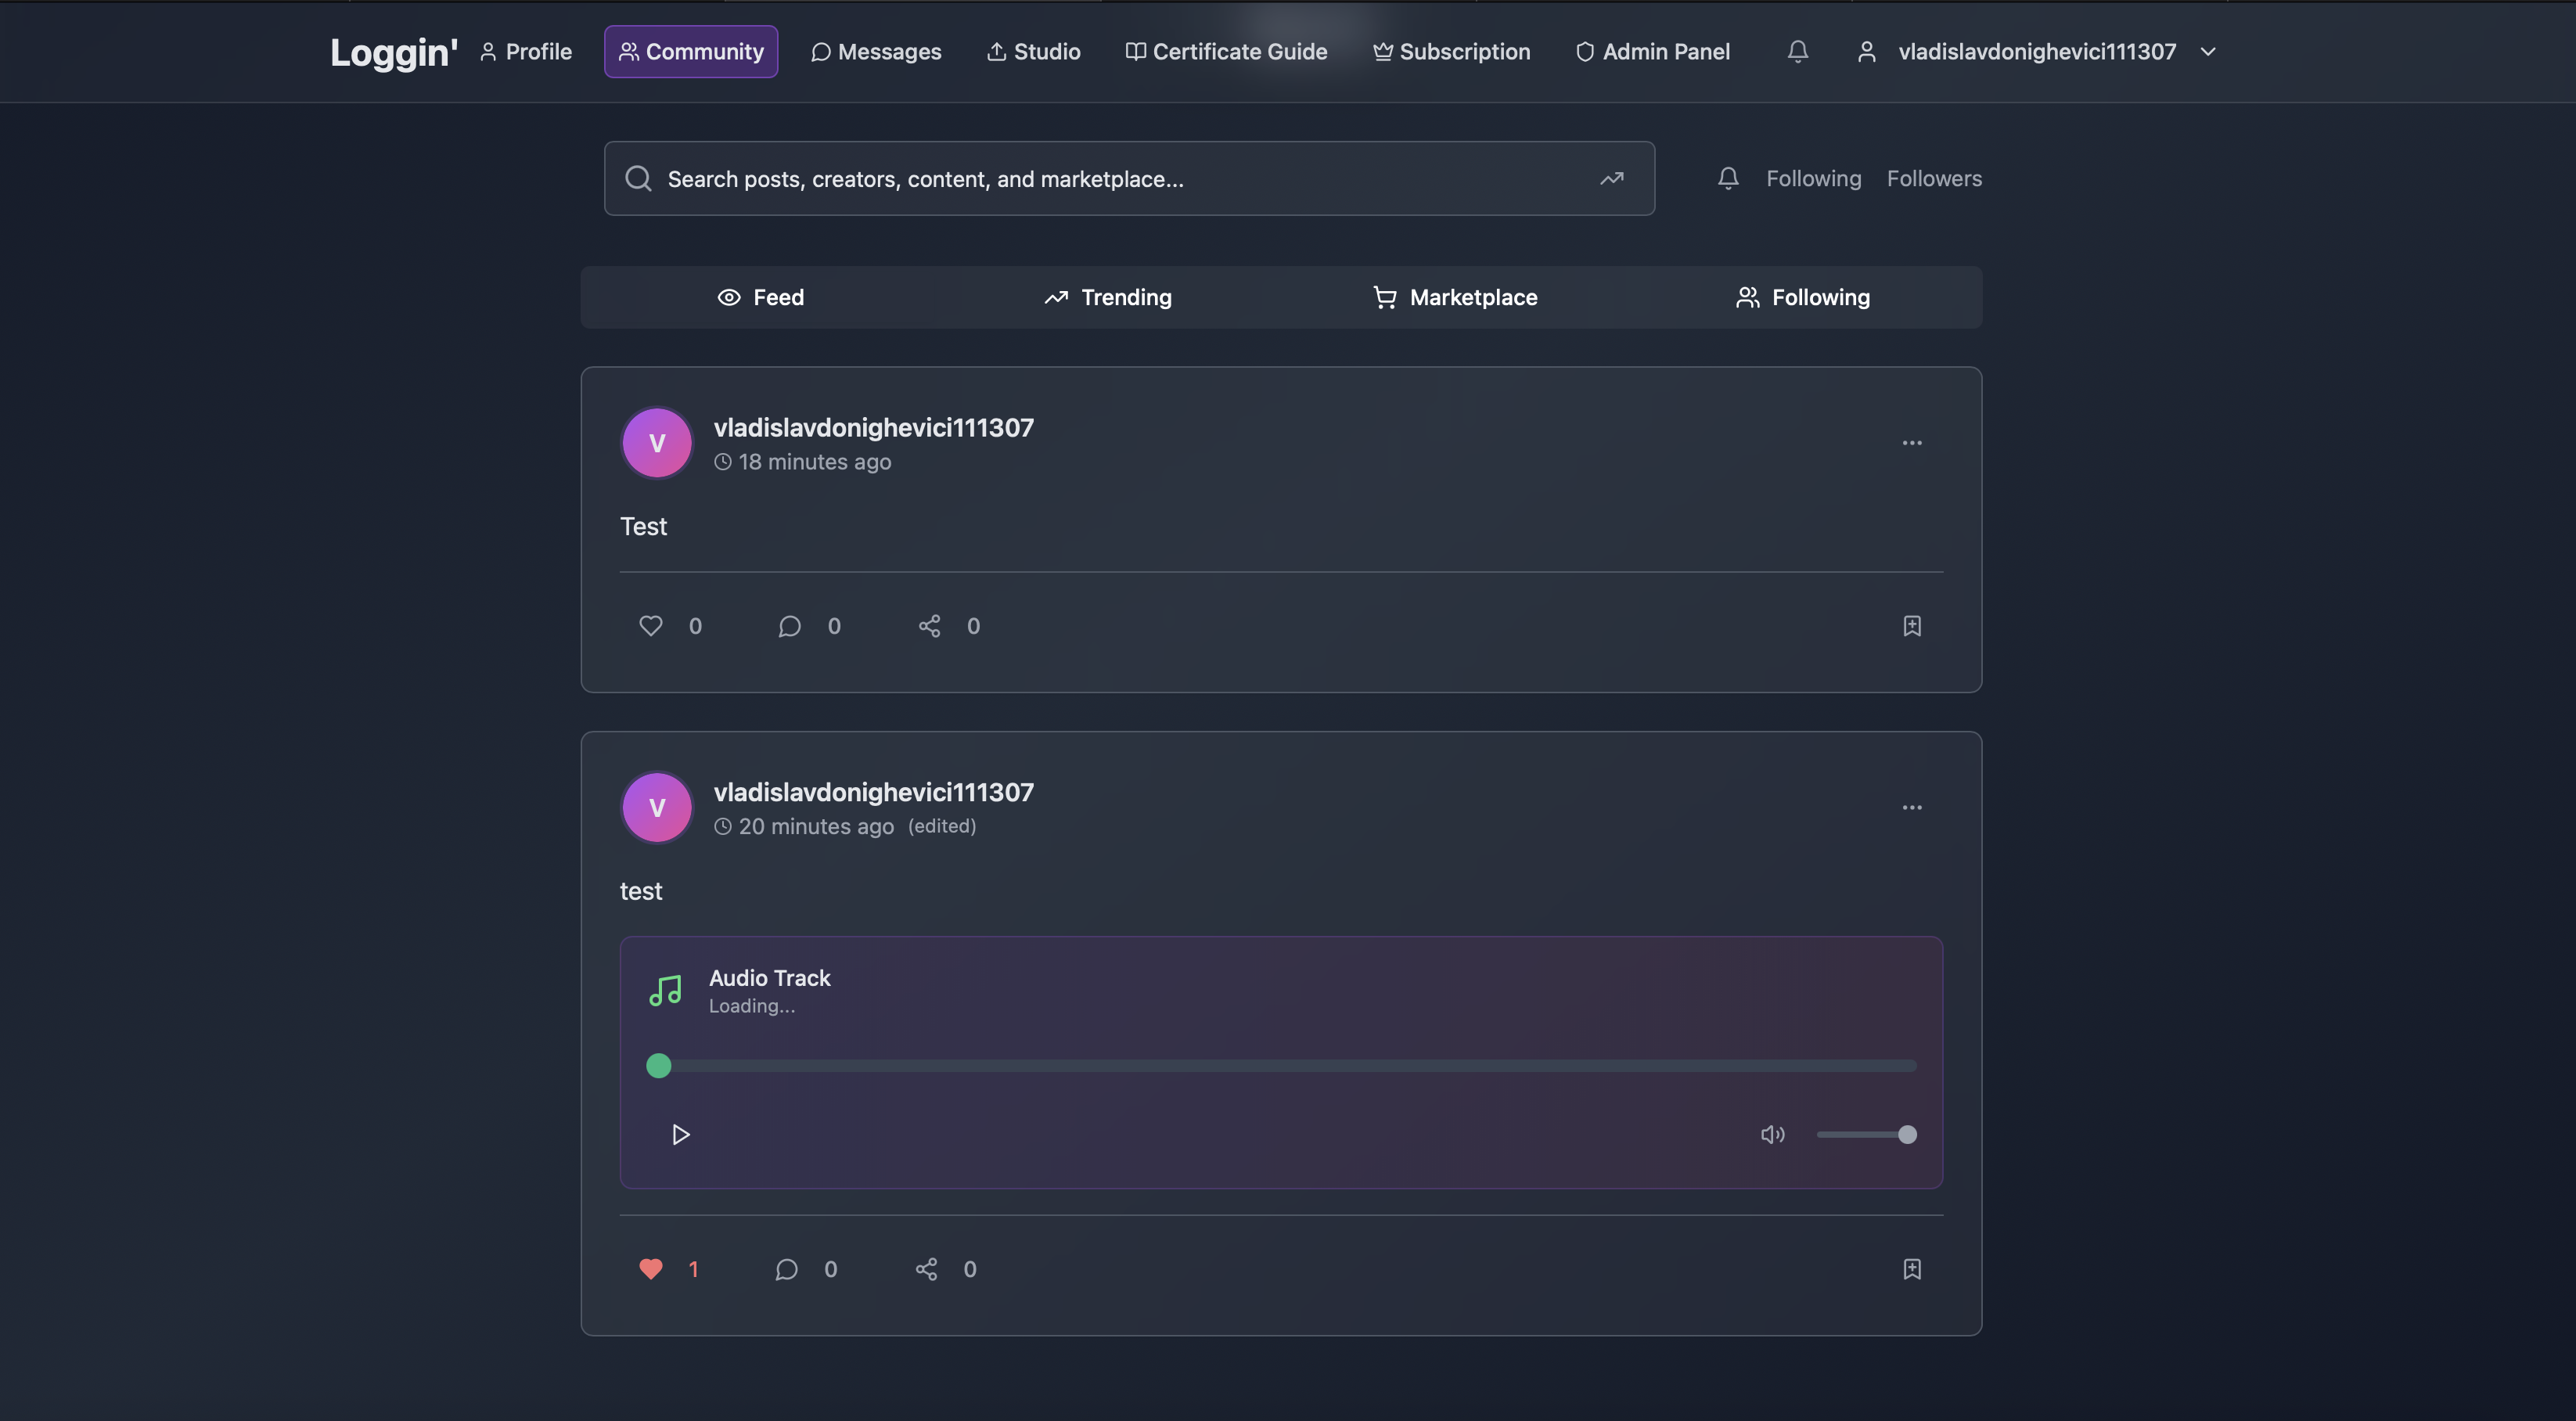 Loggin' Profile Community Messages Studio Certificate Guide Subscription Admin Panel vladislavdonighevici111307
Search posts, creators, content, and marketplace... Following Followers
Feed Trending Marketplace Following
V vladislavdonighevici111307
18 minutes ago
Test
0 0 0
V vladislavdonighevici111307
20 minutes ago (edited)
test
Audio Track
Loading...
1 0 0